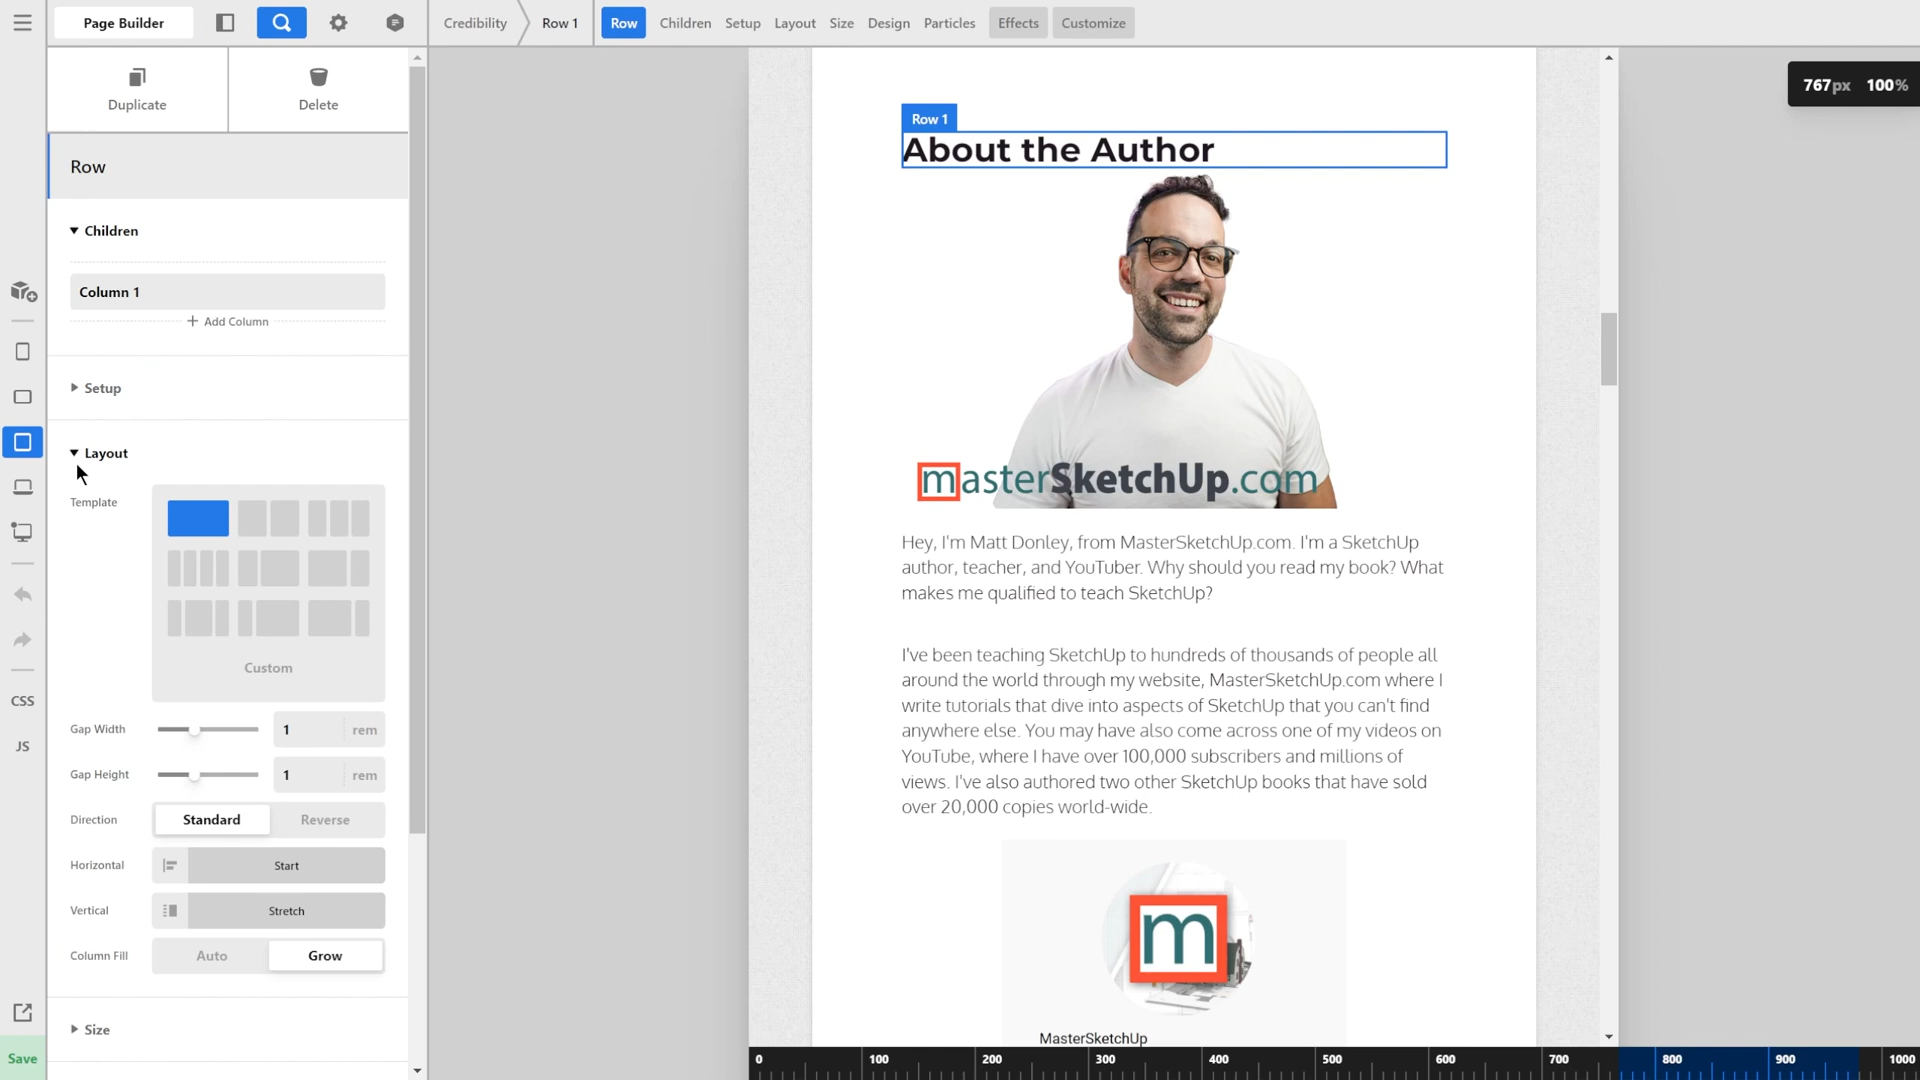 Page Builder
Credibility
Row 1
Row
Children
Setup
Layout
Size
Design
Particles
Effects
Customize
Duplicate
Delete
767px 100%
Row
Children
Column 1
Add Column
Setup
Layout
Template
Custom
Gap Width
1
rem
Gap Height
1
rem
Direction
Standard
Reverse
Horizontal
Start
Vertical
Stretch
Column Fill
Auto
Grow
Size
CSS
JS
Save
Row 1
About the Author
masterSketchUp.com
Hey, I'm Matt Donley, from MasterSketchUp.com. I'm a SketchUp
author, teacher, and YouTuber. Why should you read my book? What
makes me qualified to teach SketchUp?
I've been teaching SketchUp to hundreds of thousands of people all
around the world through my website, MasterSketchUp.com where I
write tutorials that dive into aspects of SketchUp that you can't find
anywhere else. You may have also come across one of my videos on
YouTube, where I have over 100,000 subscribers and millions of
views. I've also authored two other SketchUp books that have sold
over 20,000 copies world-wide.
m
MasterSketchUp
0 100 200 300 400 500 600 700 800 900 1000